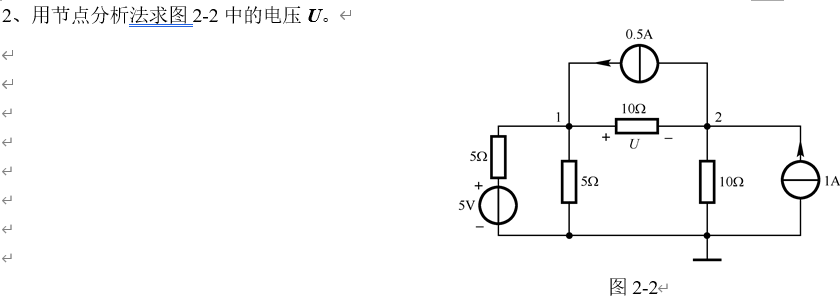 2、用节点分析法求图 2-2 中的电压 U。↵
↵
↵
↵
↵
↵
↵
↵
↵
0.5A
10Ω
1
2
+ U −
5Ω
5Ω
10Ω
1A
+
5V
−
图 2-2↵